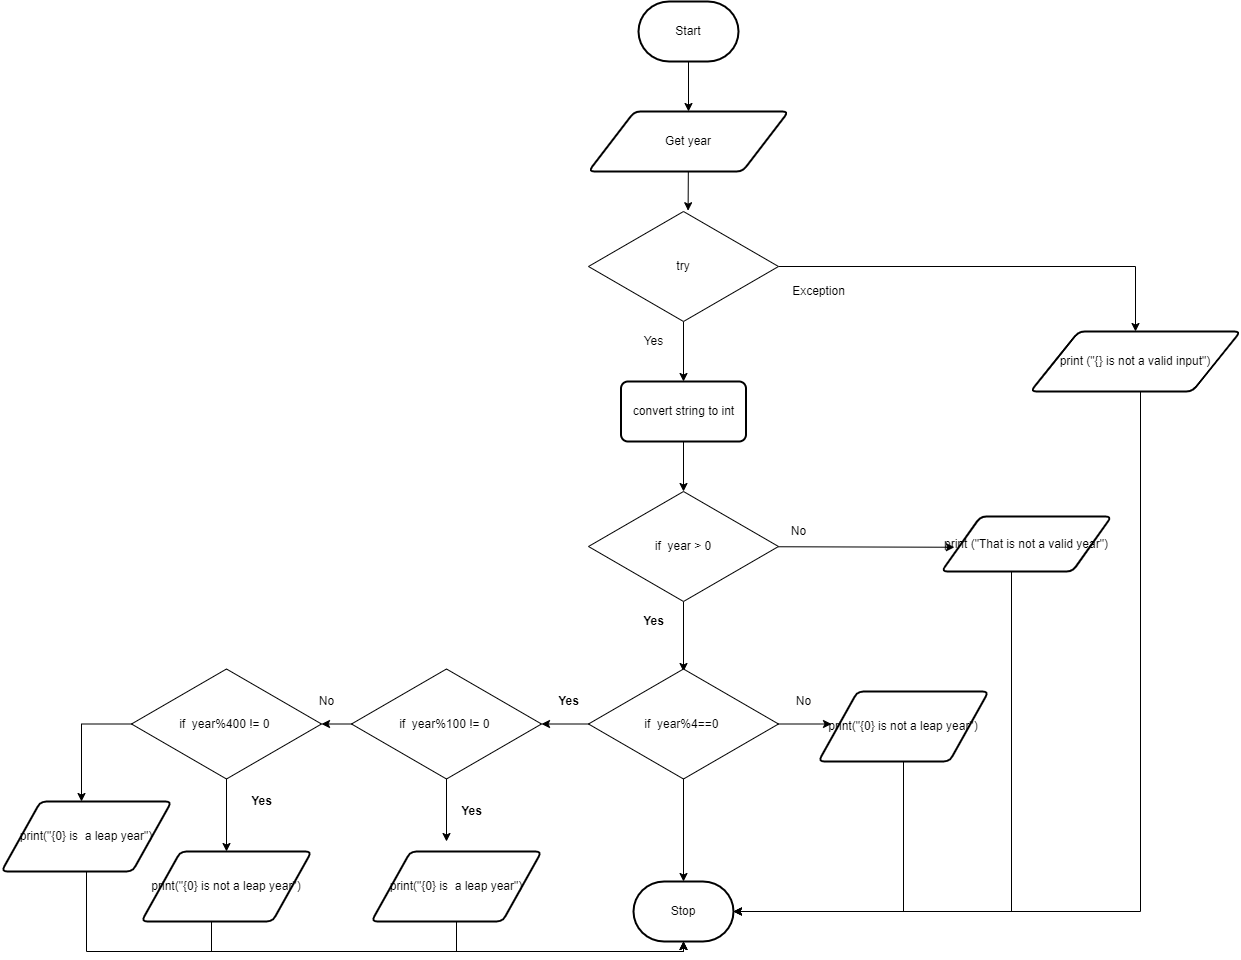 Start
Get year
try
Exception
Yes
print ("{} is not a valid input")
convert string to int
No
if  year > 0
print ("That is not a valid year")
Yes
No
Yes
No
if  year%400 != 0
if  year%100 != 0
if  year%4==0
print("{0} is not a leap year")
Yes
Yes
print("{0} is  a leap year")
print("{0} is not a leap year")
print("{0} is  a leap year")
Stop